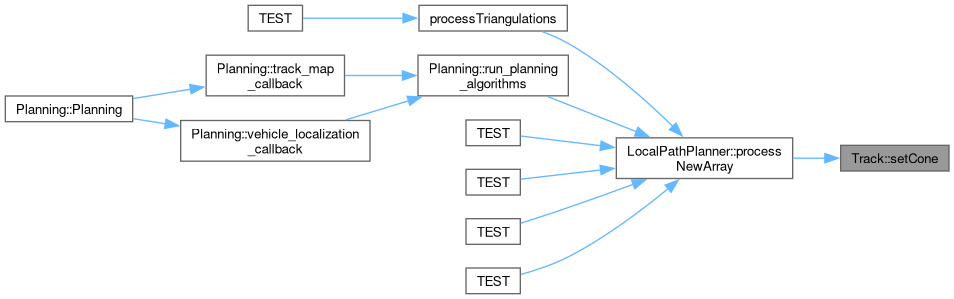 TEST
processTriangulations
Planning::track_map
_callback
Planning::run_planning
_algorithms
Planning::Planning
Planning::vehicle_localization
_callback
TEST
LocalPathPlanner::process
NewArray
Track::setCone
TEST
TEST
TEST